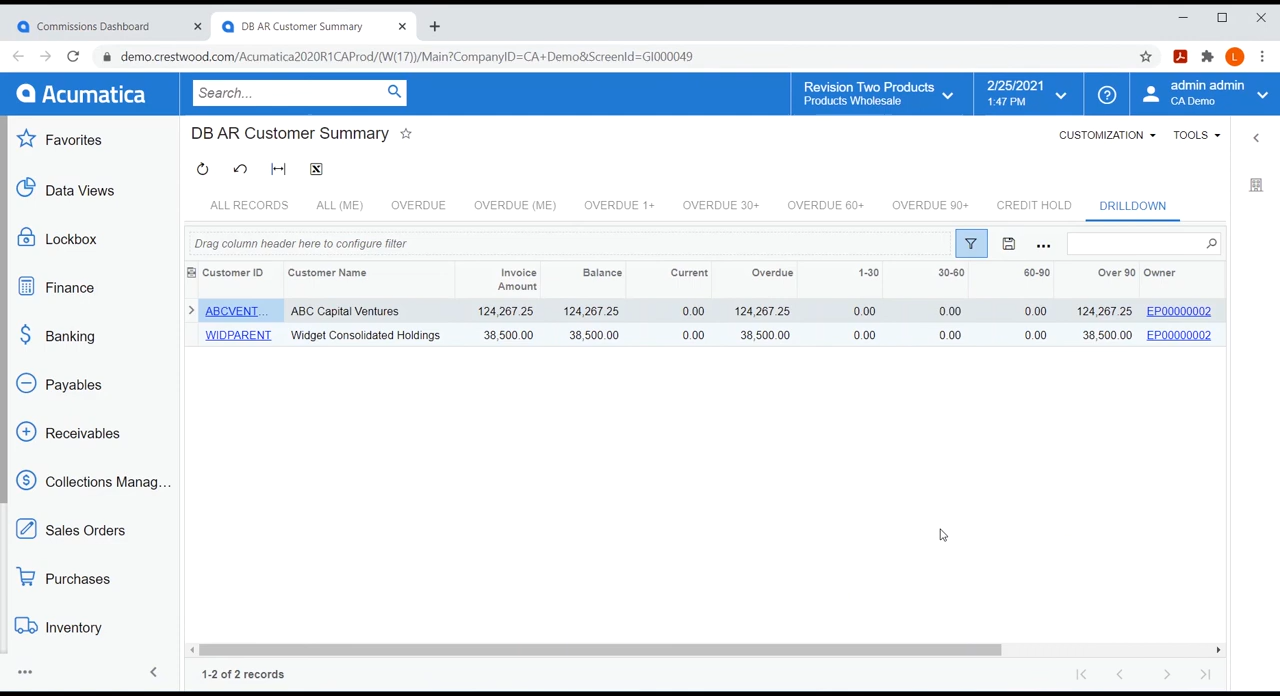 Commissions Dashboard
DB AR Customer Summary
demo.crestwood.com/Acumatica2020R1CAProd/(W(17))/Main?CompanyID=CA+Demo&ScreenId=GI000049
L
Acumatica
Search...
Revision Two Products
Products Wholesale
2/25/2021
1:47 PM
admin admin
CA Demo
Favorites
Data Views
Lockbox
Finance
Banking
Payables
Receivables
Collections Manag...
Sales Orders
Purchases
Inventory
DB AR Customer Summary
CUSTOMIZATION
TOOLS
ALL RECORDS ALL (ME) OVERDUE OVERDUE (ME) OVERDUE 1+ OVERDUE 30+ OVERDUE 60+ OVERDUE 90+ CREDIT HOLD DRILLDOWN
Drag column header here to configure filter
Customer ID Customer Name Invoice Amount Balance Current Overdue 1-30 30-60 60-90 Over 90 Owner
ABCVENT... ABC Capital Ventures 124,267.25 124,267.25 0.00 124,267.25 0.00 0.00 0.00 124,267.25 EP00000002
WIDPARENT Widget Consolidated Holdings 38,500.00 38,500.00 0.00 38,500.00 0.00 0.00 0.00 38,500.00 EP00000002
1-2 of 2 records